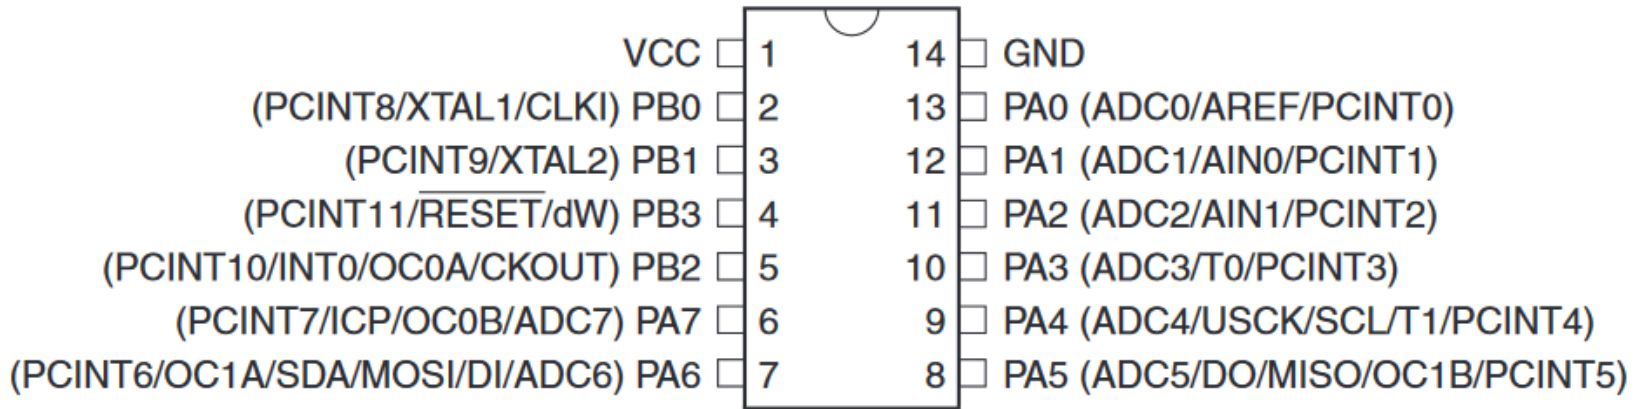 VCC 1 14 GND
(PCINT8/XTAL1/CLKI) PB0 2 13 PA0 (ADC0/AREF/PCINT0)
(PCINT9/XTAL2) PB1 3 12 PA1 (ADC1/AIN0/PCINT1)
(PCINT11/RESET/dW) PB3 4 11 PA2 (ADC2/AIN1/PCINT2)
(PCINT10/INT0/OC0A/CKOUT) PB2 5 10 PA3 (ADC3/T0/PCINT3)
(PCINT7/ICP/OC0B/ADC7) PA7 6 9 PA4 (ADC4/USCK/SCL/T1/PCINT4)
(PCINT6/OC1A/SDA/MOSI/DI/ADC6) PA6 7 8 PA5 (ADC5/DO/MISO/OC1B/PCINT5)